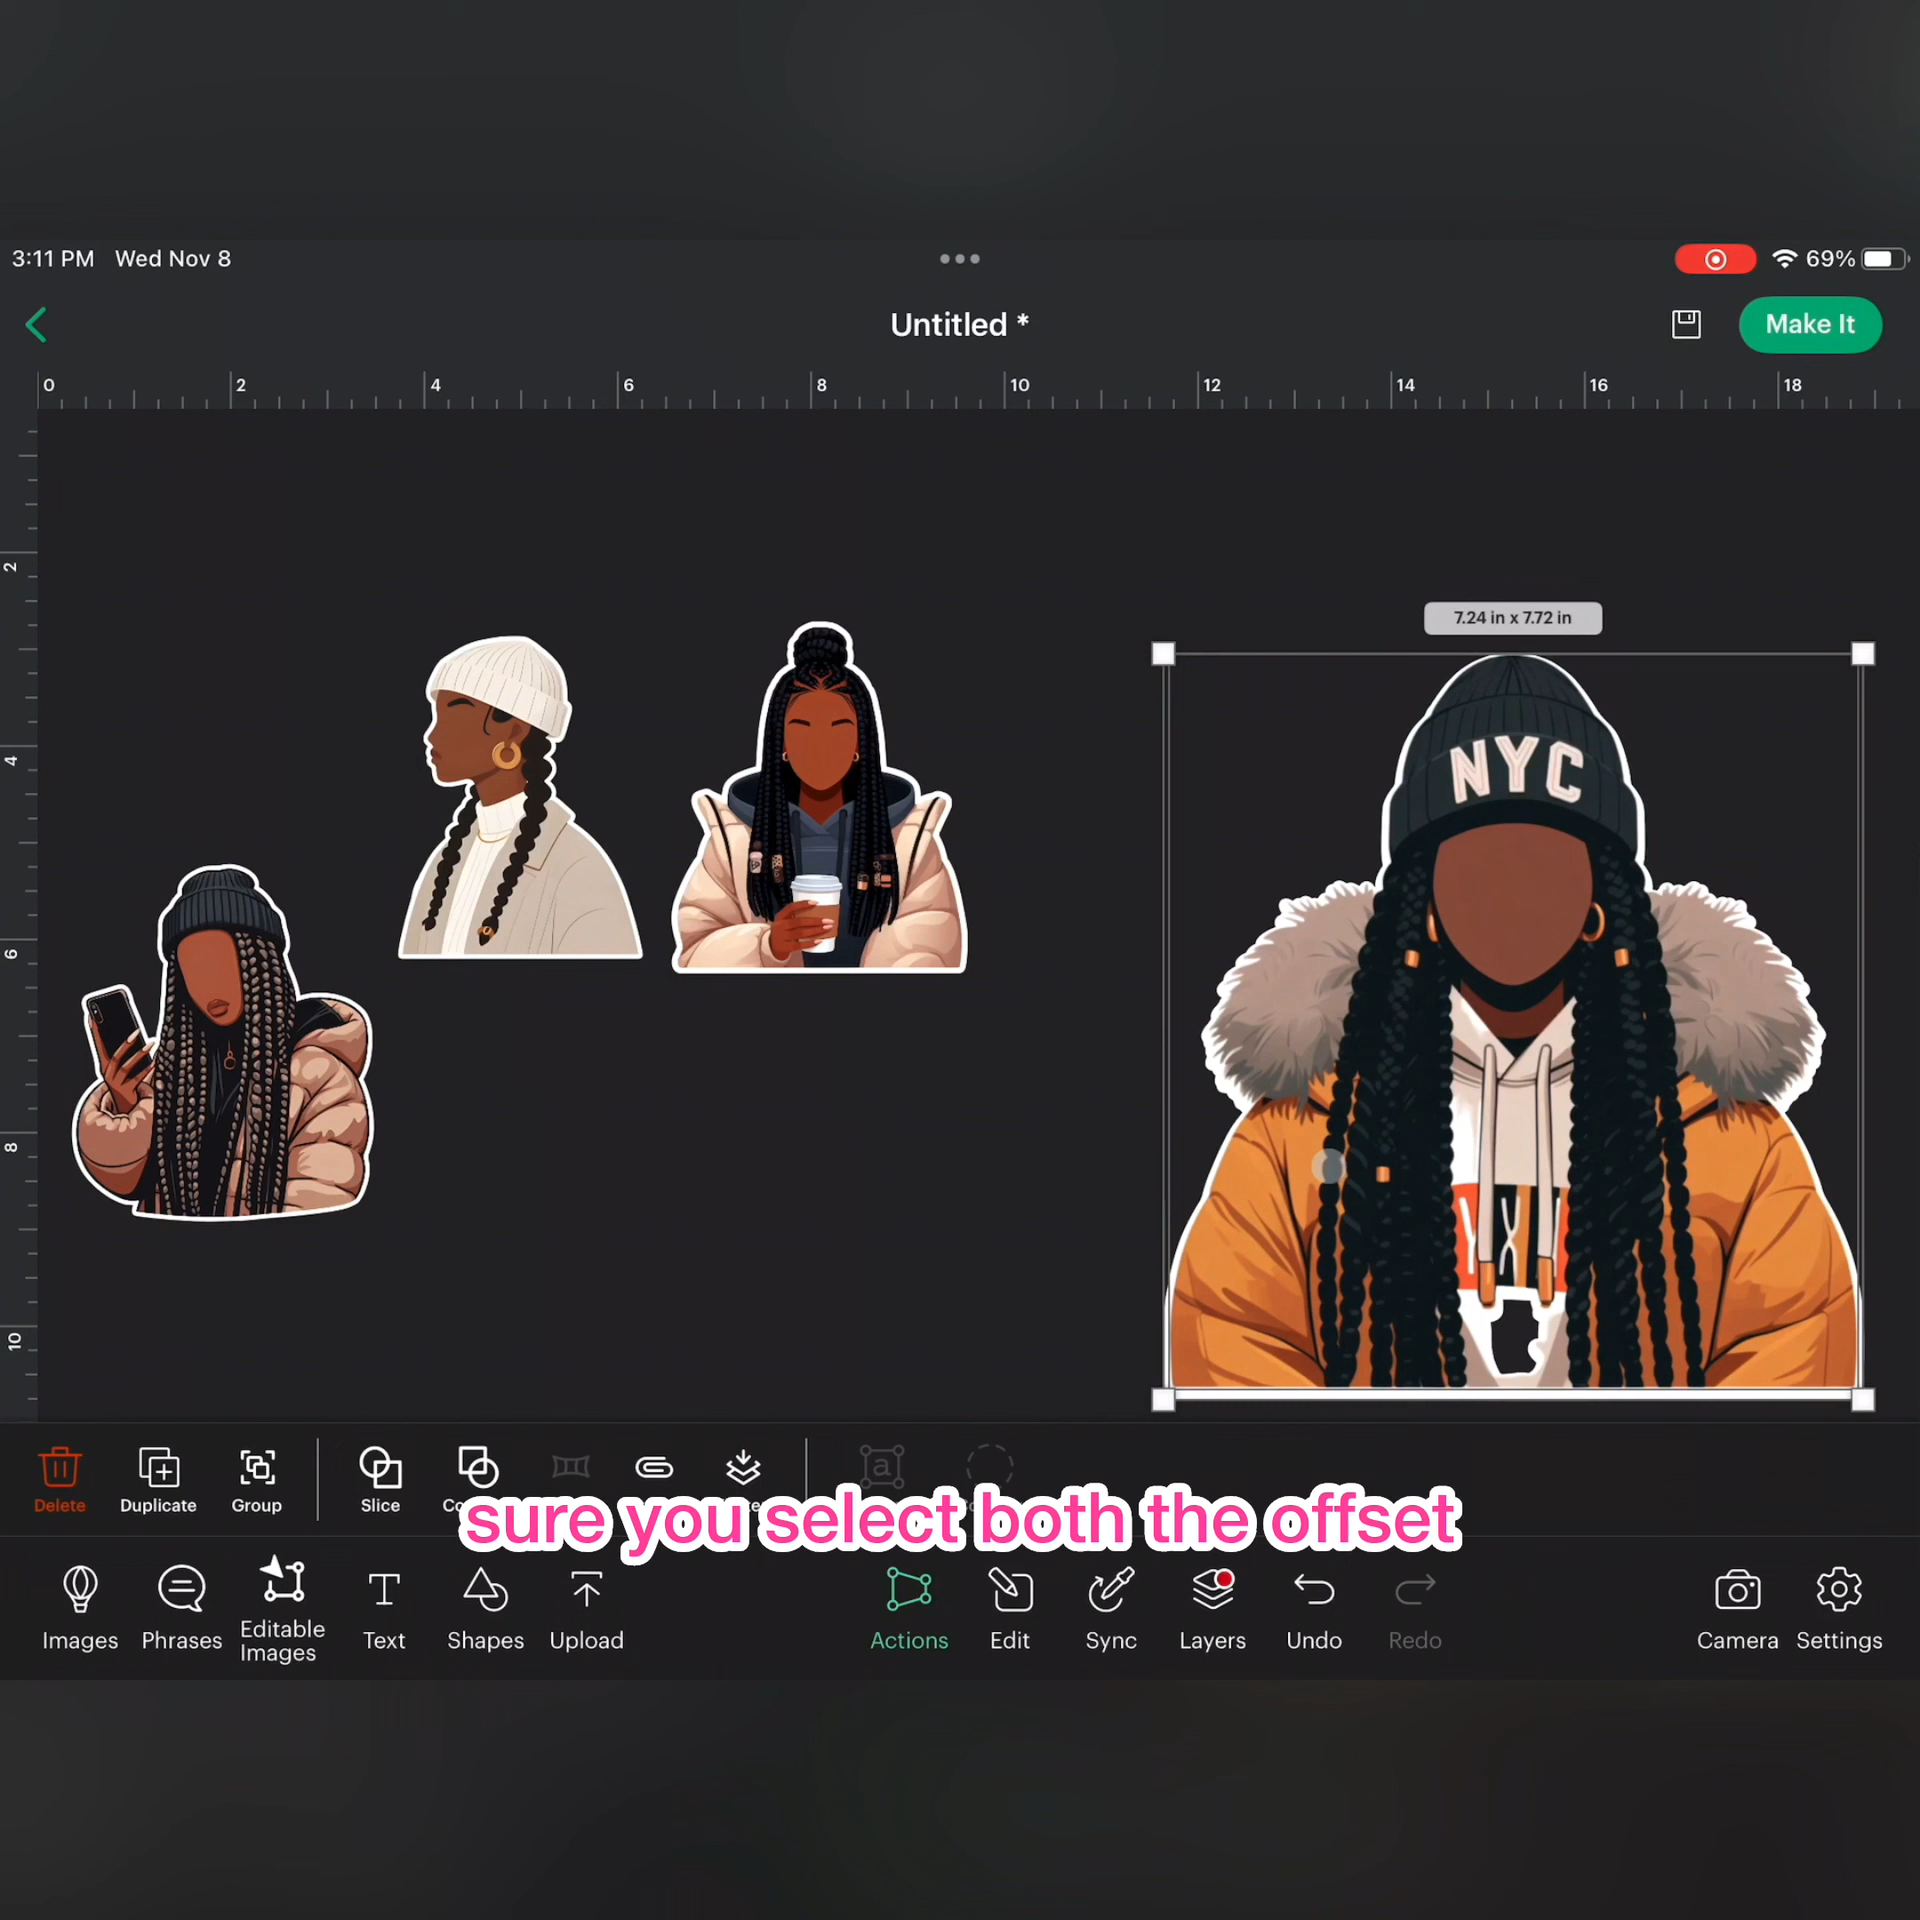 3:11 PM Wed Nov 8
69%
Untitled *
Make It
0 2 4 6 8 10 12 14 16 18
2
4
6
8
10
7.24 in x 7.72 in
NYC
Delete Duplicate Group Slice
sure you select both the offset
Images Phrases Editable Images Text Shapes Upload Actions Edit Sync Layers Undo Redo Camera Settings